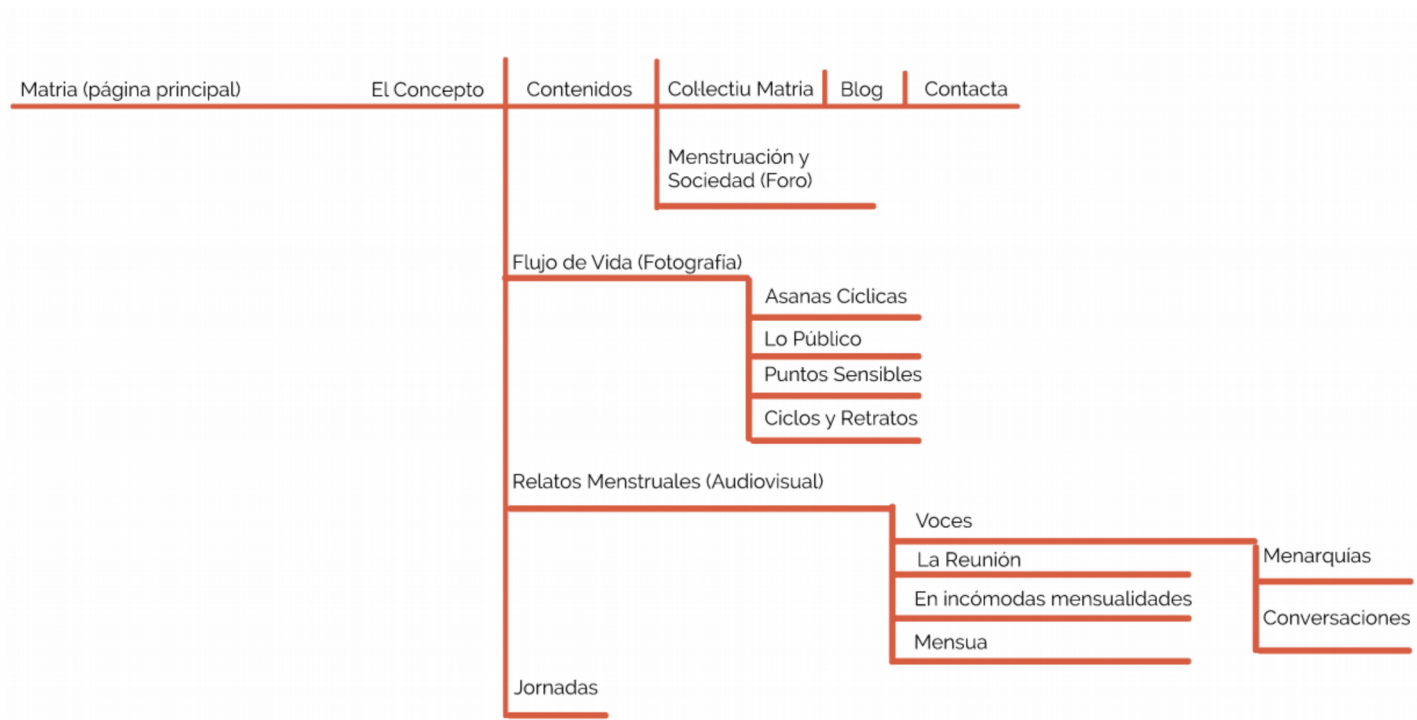 Matria (página principal)
El Concepto
Contenidos
Col·lectiu Matria
Blog
Contacta
Menstruación y
Sociedad (Foro)
Flujo de Vida (Fotografía)
Asanas Cíclicas
Lo Público
Puntos Sensibles
Ciclos y Retratos
Relatos Menstruales (Audiovisual)
Voces
La Reunión
En incómodas mensualidades
Mensua
Menarquías
Conversaciones
Jornadas